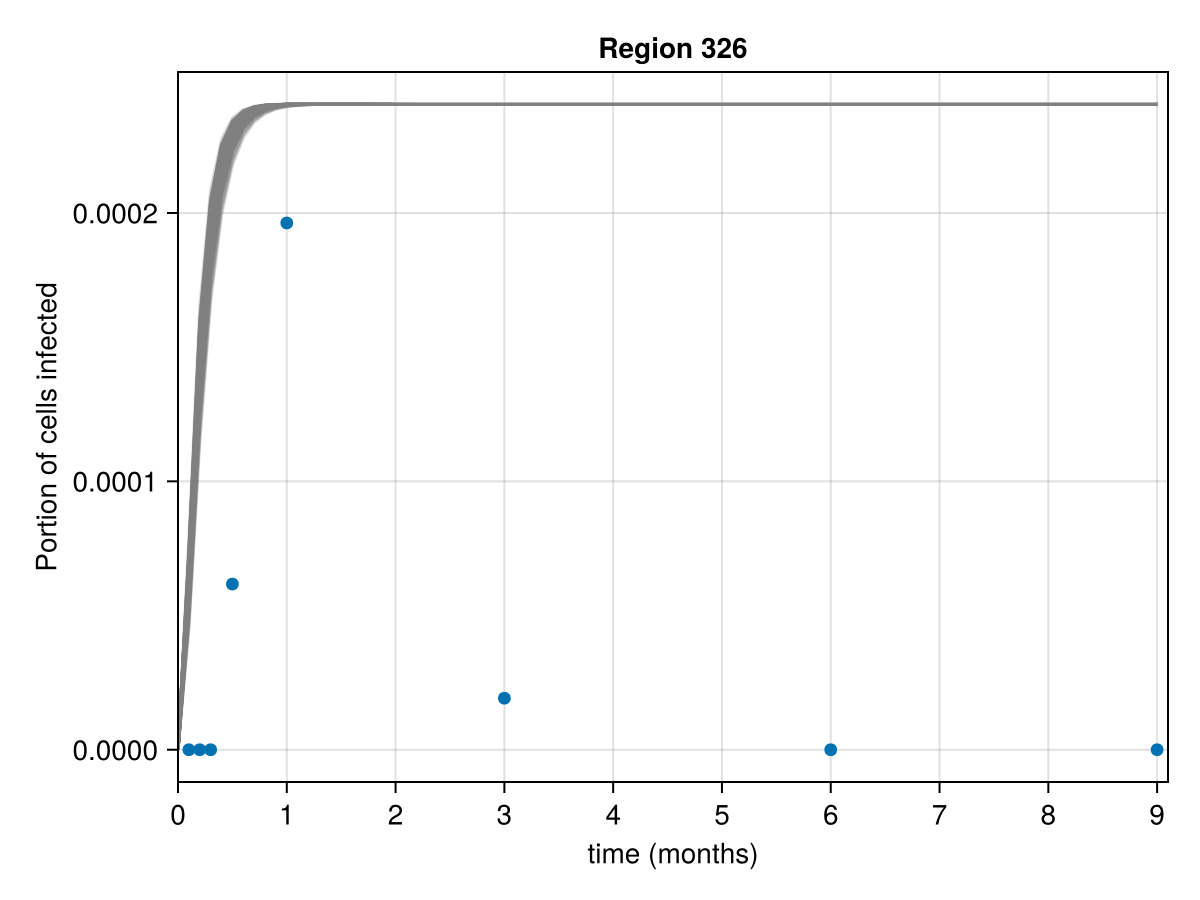 Region 326
Portion of cells infected
0.0002
0.0001
0.0000
0 1 2 3 4 5 6 7 8 9
time (months)